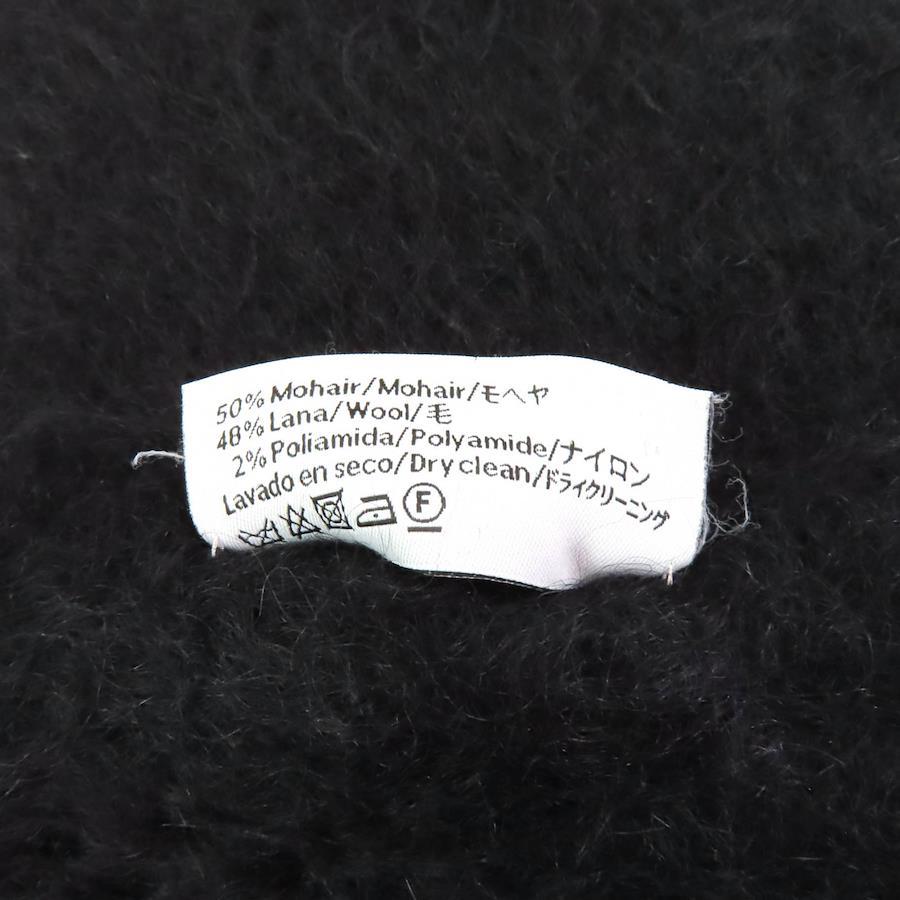 50% Mohair/Mohair/モヘヤ
48% Lana/Wool/毛
2% Poliamida/Polyamide/ナイロン
Lavado en seco/Dry clean/ドライクリーニング
F